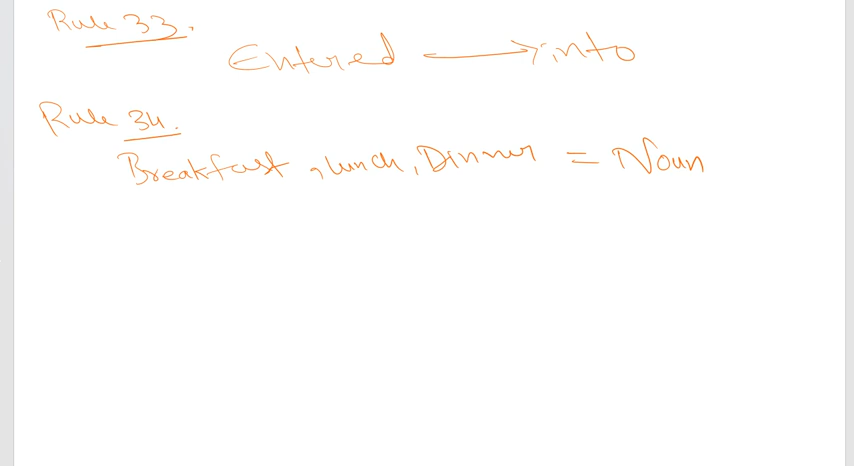 Rule 33.
Entered → into
Rule 34.
Breakfast, lunch, Dinner = Noun